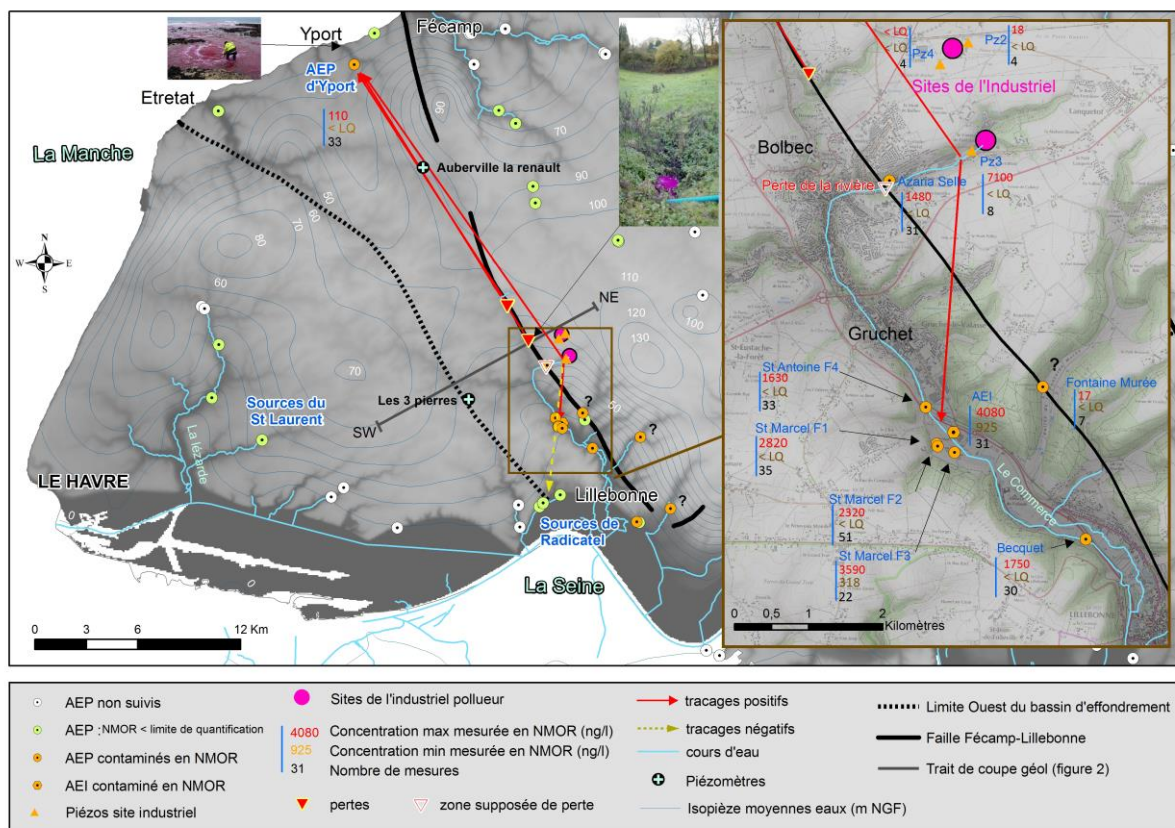 Yport
Fécamp
AEP
d'Yport
110
< LQ
33
Etretat
La Manche
Auberville la renault
90
70
90
100
50
60
70
80
90
60
110
120
130
100
70
60
N
W
E
S
NE
SW
Les 3 pierres
Sources du
St Laurent
La lézarde
LE HAVRE
Lillebonne
Sources de
Radicatel
La Seine
?
?
?
0
0
0 3 6 12 Km
< LQ
< LQ
4
Pz4
Pz2
18
< LQ
4
Sites de l'Industriel
Bolbec
Perte de la rivière
Azaria Selle
1480
< LQ
31
Pz3
7100
< LQ
8
Gruchet
St Antoine F4
1630
< LQ
33
AEI
4080
925
31
?
Fontaine Murée
17
< LQ
7
St Marcel F1
2820
< LQ
35
St Marcel F2
2320
< LQ
51
St Marcel F3
3590
318
22
Le Commerce
Becquet
1750
< LQ
30
LILLEBONNE
0 0,5 1 2
Kilomètres
AEP non suivis
AEP : NMOR < limite de quantification
AEP contaminés en NMOR
AEI contaminé en NMOR
Piézos site industriel
Sites de l'industriel pollueur
4080 Concentration max mesurée en NMOR (ng/l)
925 Concentration min mesurée en NMOR (ng/l)
31 Nombre de mesures
pertes
zone supposée de perte
tracages positifs
tracages négatifs
cours d'eau
Piézomètres
Isopièze moyennes eaux (m NGF)
Limite Ouest du bassin d'effondrement
Faille Fécamp-Lillebonne
Trait de coupe géol (figure 2)